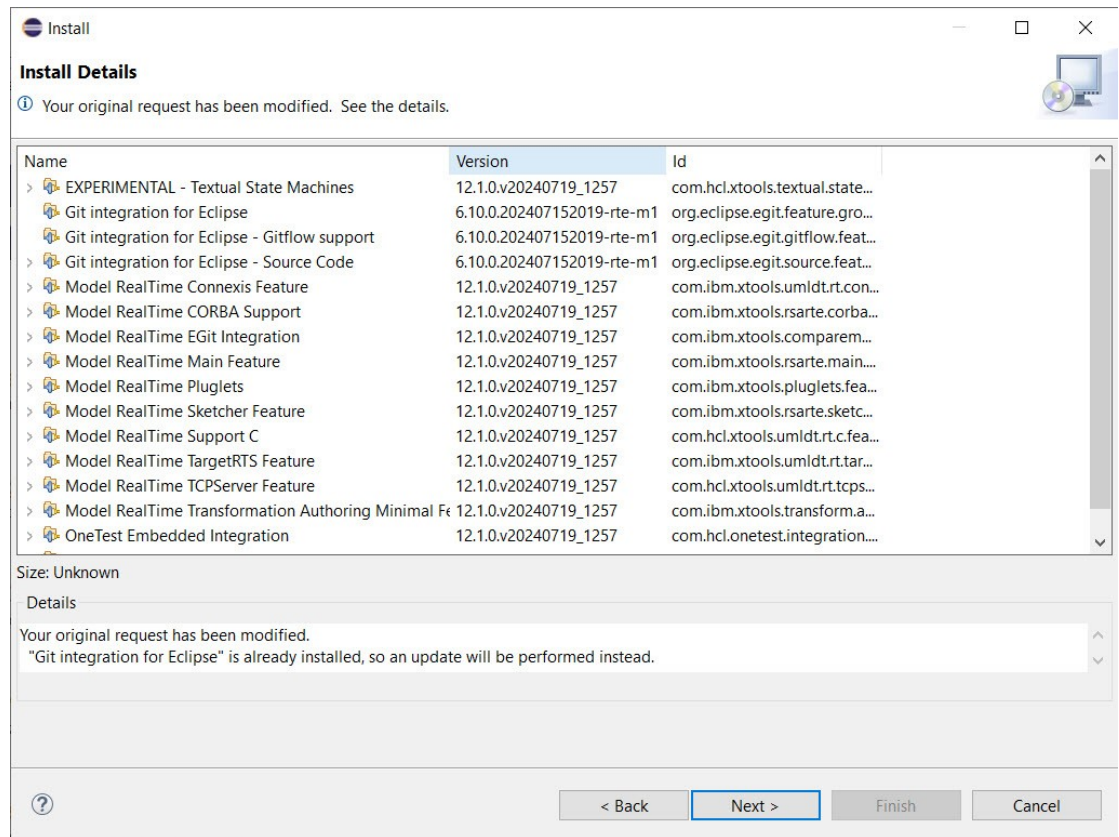 Install
Install Details
Your original request has been modified. See the details.
Name Version Id
EXPERIMENTAL - Textual State Machines 12.1.0.v20240719_1257 com.hcl.xtools.textual.state...
Git integration for Eclipse 6.10.0.202407152019-rte-m1 org.eclipse.egit.feature.gro...
Git integration for Eclipse - Gitflow support 6.10.0.202407152019-rte-m1 org.eclipse.egit.gitflow.feat...
Git integration for Eclipse - Source Code 6.10.0.202407152019-rte-m1 org.eclipse.egit.source.feat...
Model RealTime Connexis Feature 12.1.0.v20240719_1257 com.ibm.xtools.umldt.rt.con...
Model RealTime CORBA Support 12.1.0.v20240719_1257 com.ibm.xtools.rsarte.corba...
Model RealTime EGit Integration 12.1.0.v20240719_1257 com.ibm.xtools.comparem...
Model RealTime Main Feature 12.1.0.v20240719_1257 com.ibm.xtools.rsarte.main....
Model RealTime Pluglets 12.1.0.v20240719_1257 com.ibm.xtools.pluglets.fea...
Model RealTime Sketcher Feature 12.1.0.v20240719_1257 com.ibm.xtools.rsarte.sketc...
Model RealTime Support C 12.1.0.v20240719_1257 com.hcl.xtools.umldt.rt.c.fea...
Model RealTime TargetRTS Feature 12.1.0.v20240719_1257 com.ibm.xtools.umldt.rt.tar...
Model RealTime TCPServer Feature 12.1.0.v20240719_1257 com.hcl.xtools.umldt.rt.tcps...
Model RealTime Transformation Authoring Minimal Fe 12.1.0.v20240719_1257 com.ibm.xtools.transform.a...
OneTest Embedded Integration 12.1.0.v20240719_1257 com.hcl.onetest.integration....
Size: Unknown
Details
Your original request has been modified.
"Git integration for Eclipse" is already installed, so an update will be performed instead.
< Back Next > Finish Cancel